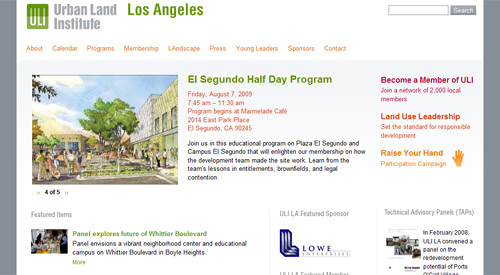 ULI Urban Land Institute
Los Angeles
Search
About Calendar Programs Membership LAndscape Press Young Leaders Sponsors Contact
El Segundo Half Day Program
Friday, August 7, 2009
7:45 am – 11:30 am
Program begins at Marmelade Café
2014 East Park Place
El Segundo, CA 90245
Join us in this educational program on Plaza El Segundo and
Campus El Segundo that will enlighten our membership on how
the development team made the site work. Learn from the
team's lessons in entitlements, brownfields, and legal
contention.
‹‹ 4 of 5 ››
Become a Member of ULI
Join a network of 2,000 local
members
Land Use Leadership
Set the standard for responsible
development
Raise Your Hand
Participation Campaign
Featured Items
Panel explores future of Whittier Boulevard
Panel envisions a vibrant neighborhood center and educational
campus on Whittier Boulevard in Boyle Heights.
More
ULI LA Featured Sponsor
LOWE
ENTERPRISES
ULI LA Featured Member
Technical Advisory Panels (TAPs)
In February 2008,
ULI LA convened a
panel on the
redevelopment
potential of Ports
O'Call Village